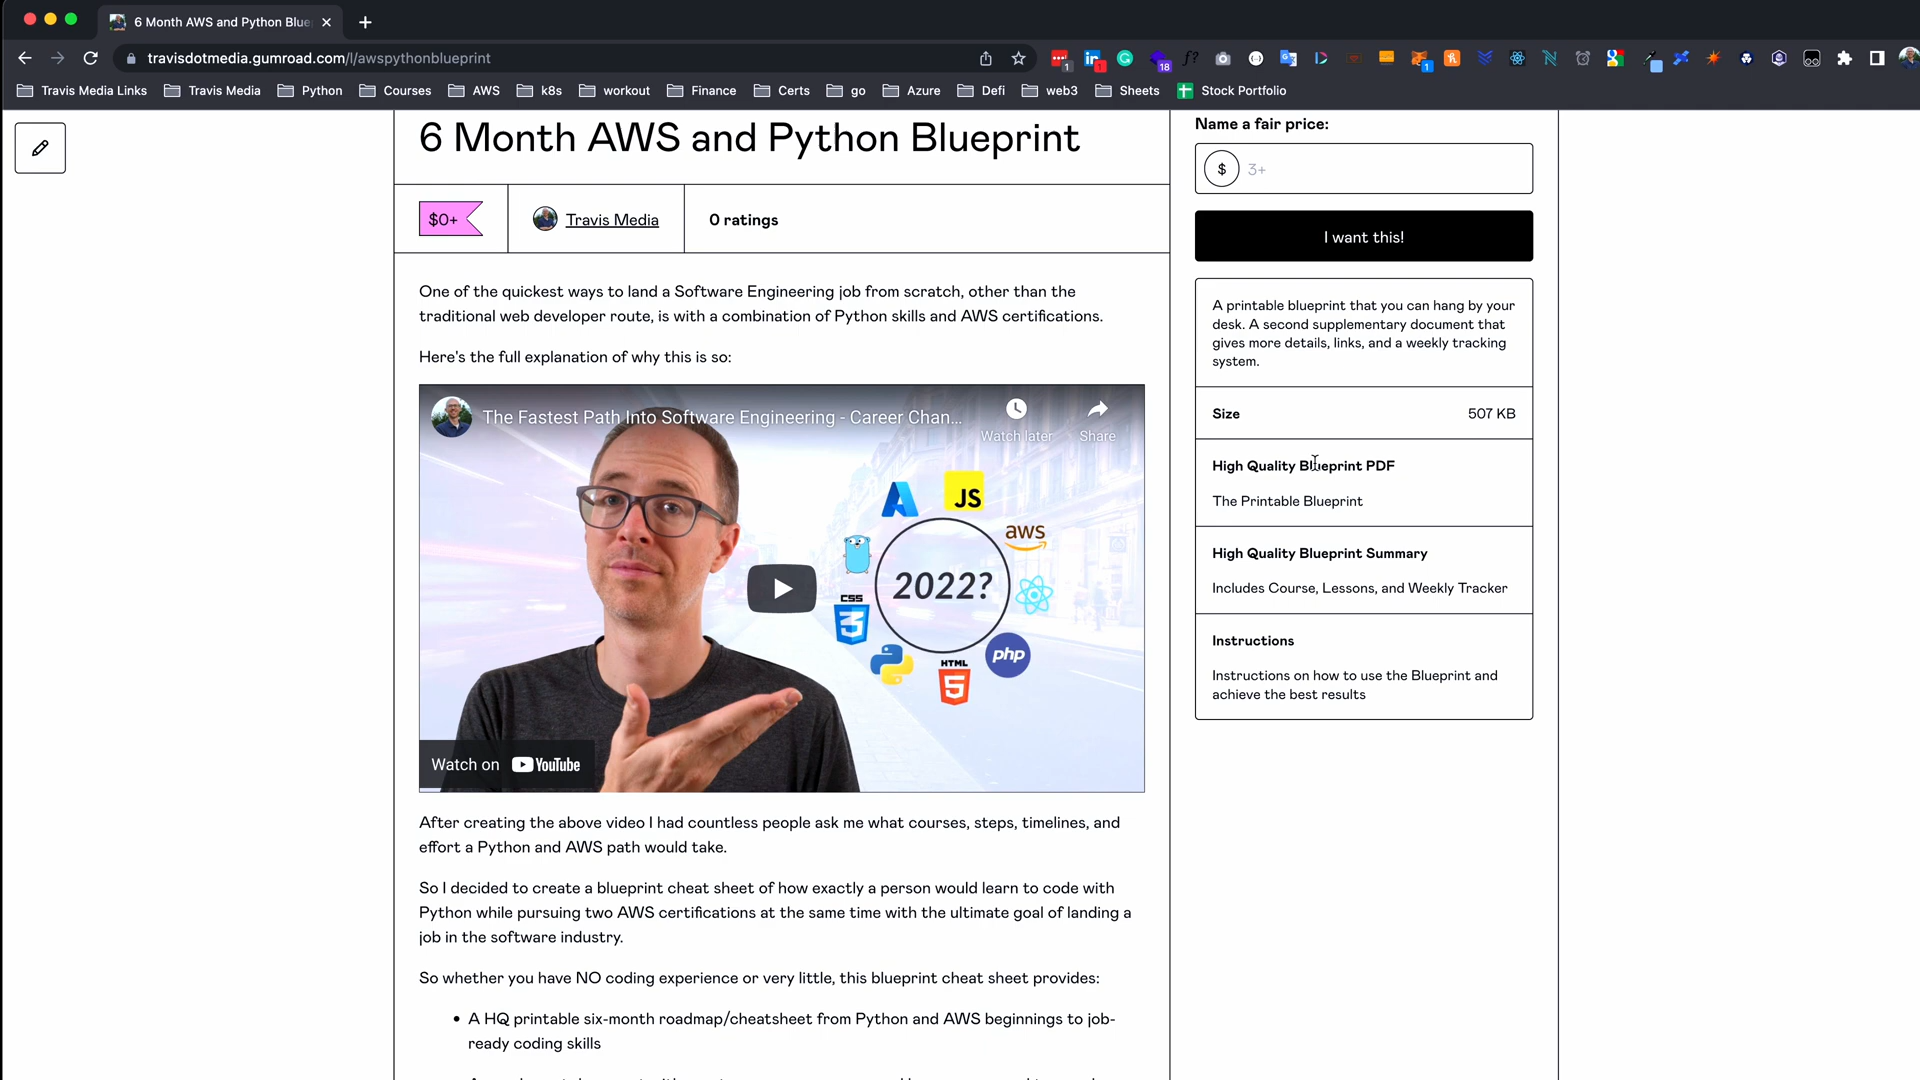 6 Month AWS and Python Blue
travisdotmedia.gumroad.com/l/awspythonblueprint
1
1
18
f?
1
Travis Media Links
Travis Media
Python
Courses
AWS
k8s
workout
Finance
Certs
go
Azure
Defi
web3
Sheets
Stock Portfolio
6 Month AWS and Python Blueprint
$0+
Travis Media
0 ratings
One of the quickest ways to land a Software Engineering job from scratch, other than the
traditional web developer route, is with a combination of Python skills and AWS certifications.
Here's the full explanation of why this is so:
The Fastest Path Into Software Engineering - Career Chan...
Watch later
Share
JS
aws
2022?
CSS
3
php
HTML
5
Watch on YouTube
After creating the above video I had countless people ask me what courses, steps, timelines, and
effort a Python and AWS path would take.
So I decided to create a blueprint cheat sheet of how exactly a person would learn to code with
Python while pursuing two AWS certifications at the same time with the ultimate goal of landing a
job in the software industry.
So whether you have NO coding experience or very little, this blueprint cheat sheet provides:
• A HQ printable six-month roadmap/cheatsheet from Python and AWS beginnings to job-
ready coding skills
Name a fair price:
$ 3+
I want this!
A printable blueprint that you can hang by your
desk. A second supplementary document that
gives more details, links, and a weekly tracking
system.
Size 507 KB
High Quality Blueprint PDF
The Printable Blueprint
High Quality Blueprint Summary
Includes Course, Lessons, and Weekly Tracker
Instructions
Instructions on how to use the Blueprint and
achieve the best results